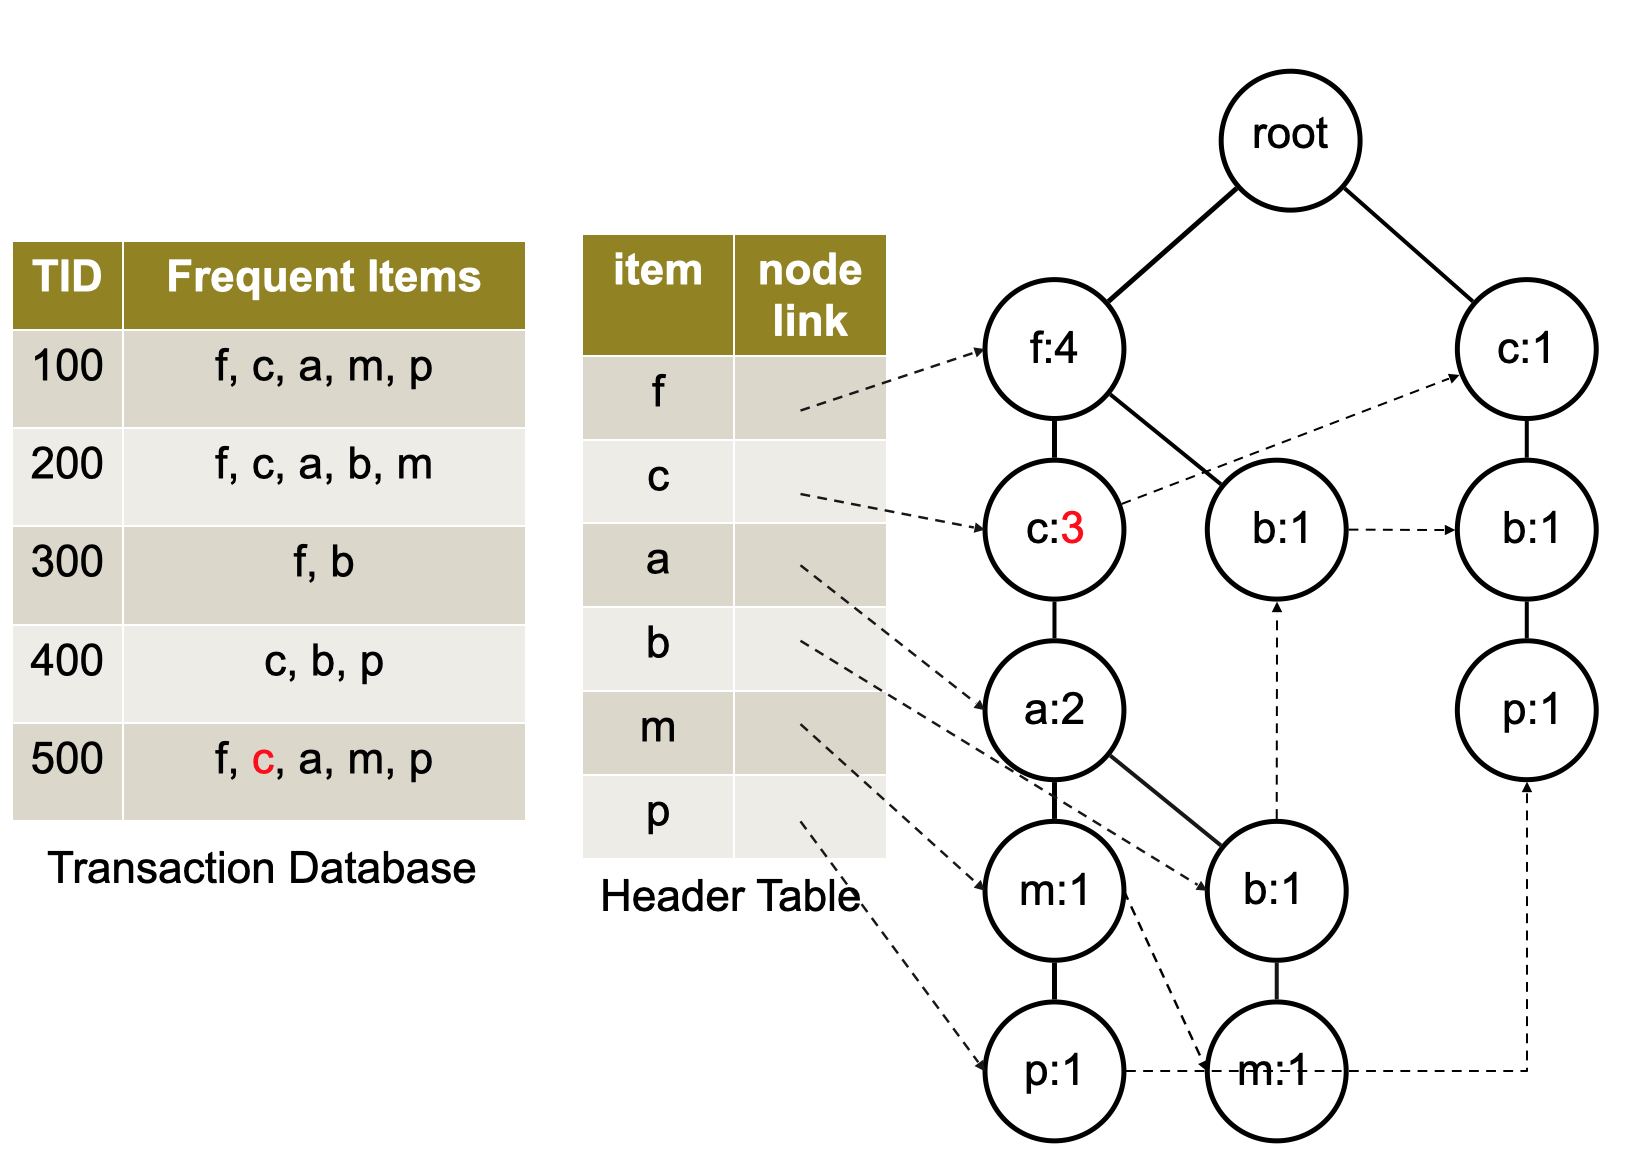 TID Frequent Items
100 f, c, a, m, p
200 f, c, a, b, m
300 f, b
400 c, b, p
500 f, c, a, m, p
Transaction Database
item node
link
f
c
a
b
m
p
Header Table
root
f:4 c:1
c:3 b:1 b:1
a:2 p:1
m:1 b:1
p:1 m:1